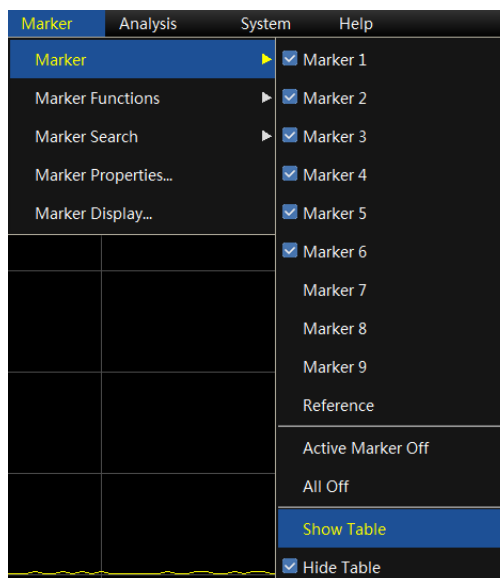 Marker Analysis System Help
Marker
Marker Functions
Marker Search
Marker Properties...
Marker Display...
Marker 1
Marker 2
Marker 3
Marker 4
Marker 5
Marker 6
Marker 7
Marker 8
Marker 9
Reference
Active Marker Off
All Off
Show Table
Hide Table